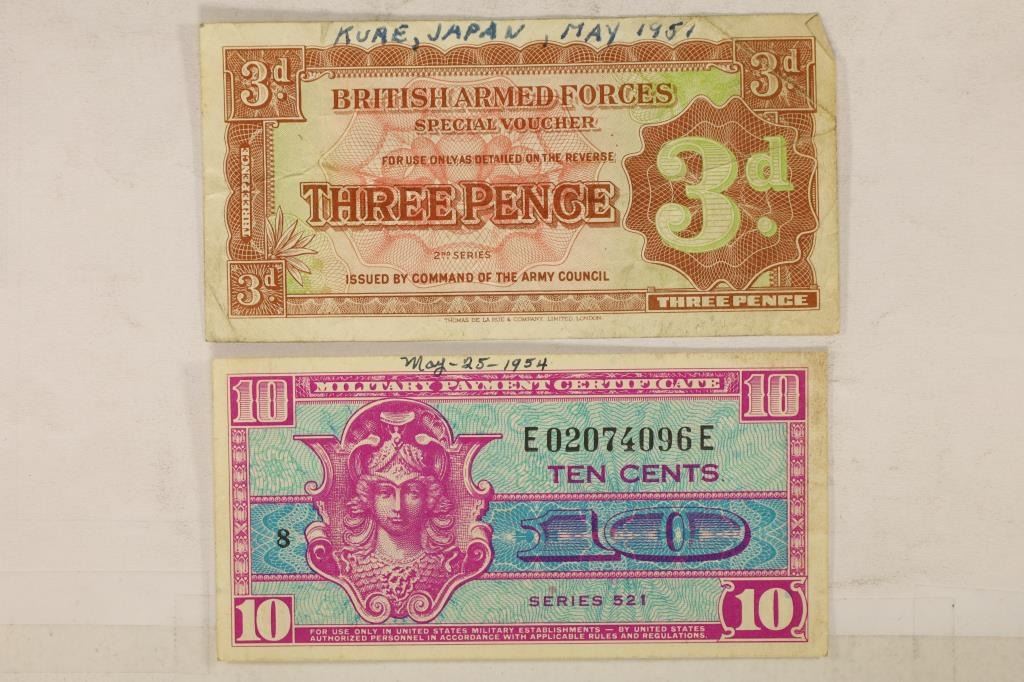 KURE, JAPAN, MAY 1951
3d. 3d.
BRITISH ARMED FORCES
SPECIAL VOUCHER
FOR USE ONLY AS DETAILED ON THE REVERSE
THREE PENCE
3d.
THREE PENCE
2ND SERIES
ISSUED BY COMMAND OF THE ARMY COUNCIL
3d.
THREE PENCE
THOMAS DE LA RUE & COMPANY, LIMITED, LONDON.
May-25-1954
10 MILITARY PAYMENT CERTIFICATE 10
E02074096E
TEN CENTS
8
10
SERIES 521
10 10
FOR USE ONLY IN UNITED STATES MILITARY ESTABLISHMENTS — BY UNITED STATES
AUTHORIZED PERSONNEL IN ACCORDANCE WITH APPLICABLE RULES AND REGULATIONS.